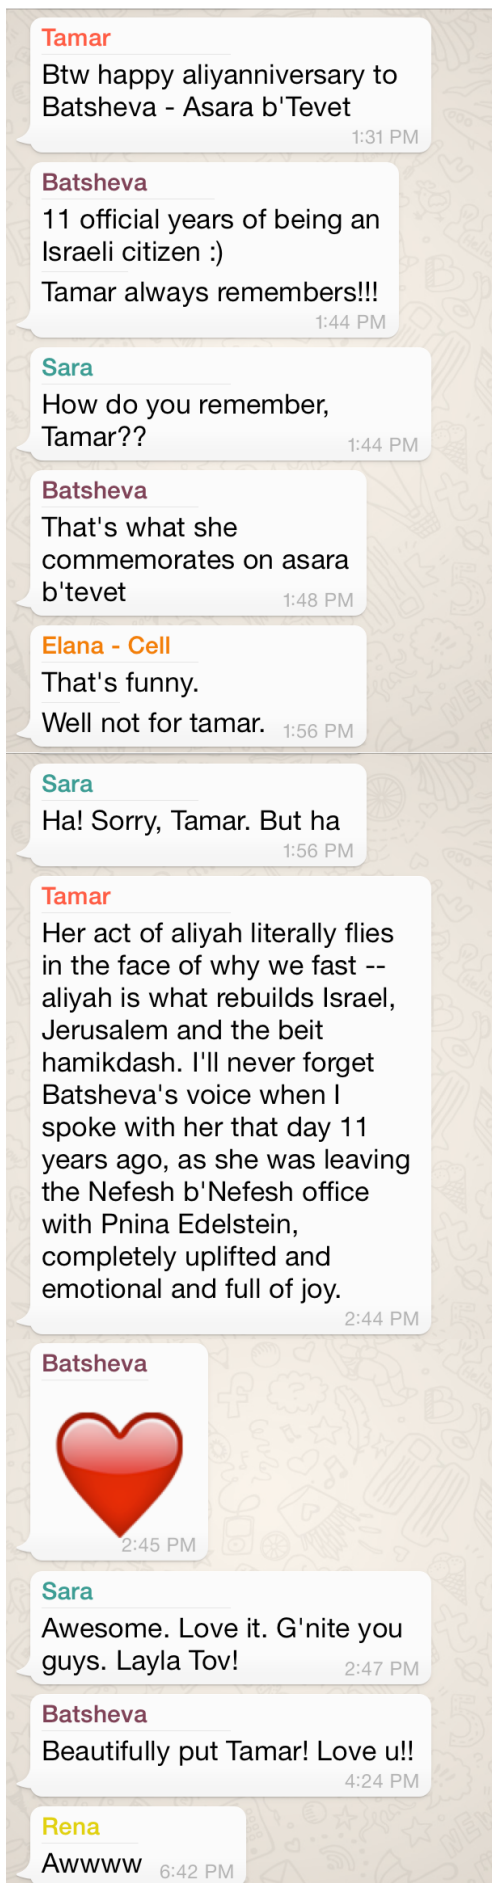 Tamar
Btw happy aliyanniversary to
Batsheva - Asara b'Tevet
1:31 PM
Batsheva
11 official years of being an
Israeli citizen :)
Tamar always remembers!!!
1:44 PM
Sara
How do you remember,
Tamar??
1:44 PM
Batsheva
That's what she
commemorates on asara
b'tevet
1:48 PM
Elana - Cell
That's funny.
Well not for tamar.
1:56 PM
Sara
Ha! Sorry, Tamar. But ha
1:56 PM
Tamar
Her act of aliyah literally flies
in the face of why we fast --
aliyah is what rebuilds Israel,
Jerusalem and the beit
hamikdash. I'll never forget
Batsheva's voice when I
spoke with her that day 11
years ago, as she was leaving
the Nefesh b'Nefesh office
with Pnina Edelstein,
completely uplifted and
emotional and full of joy.
2:44 PM
Batsheva
2:45 PM
Sara
Awesome. Love it. G'nite you
guys. Layla Tov!
2:47 PM
Batsheva
Beautifully put Tamar! Love u!!
4:24 PM
Rena
Awwww
6:42 PM